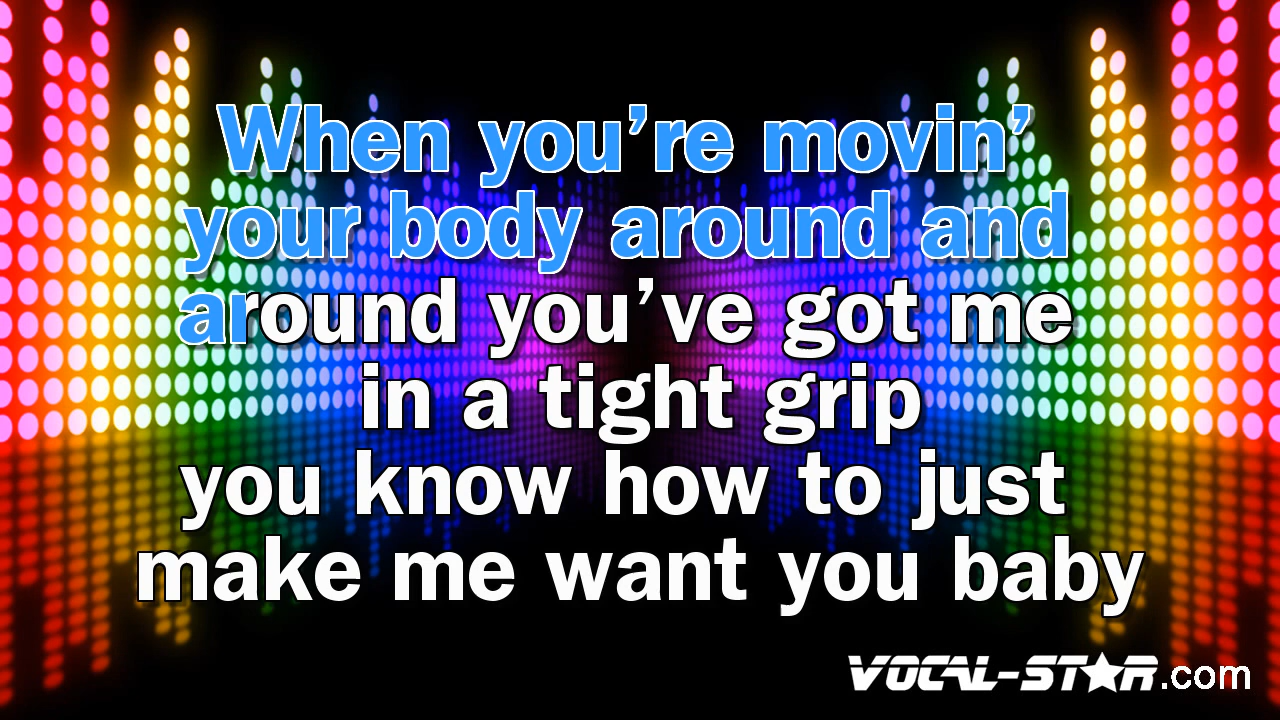 When you’re movin’
your body around and
around you’ve got me
in a tight grip
you know how to just
make me want you baby
VOCAL-STAR.com